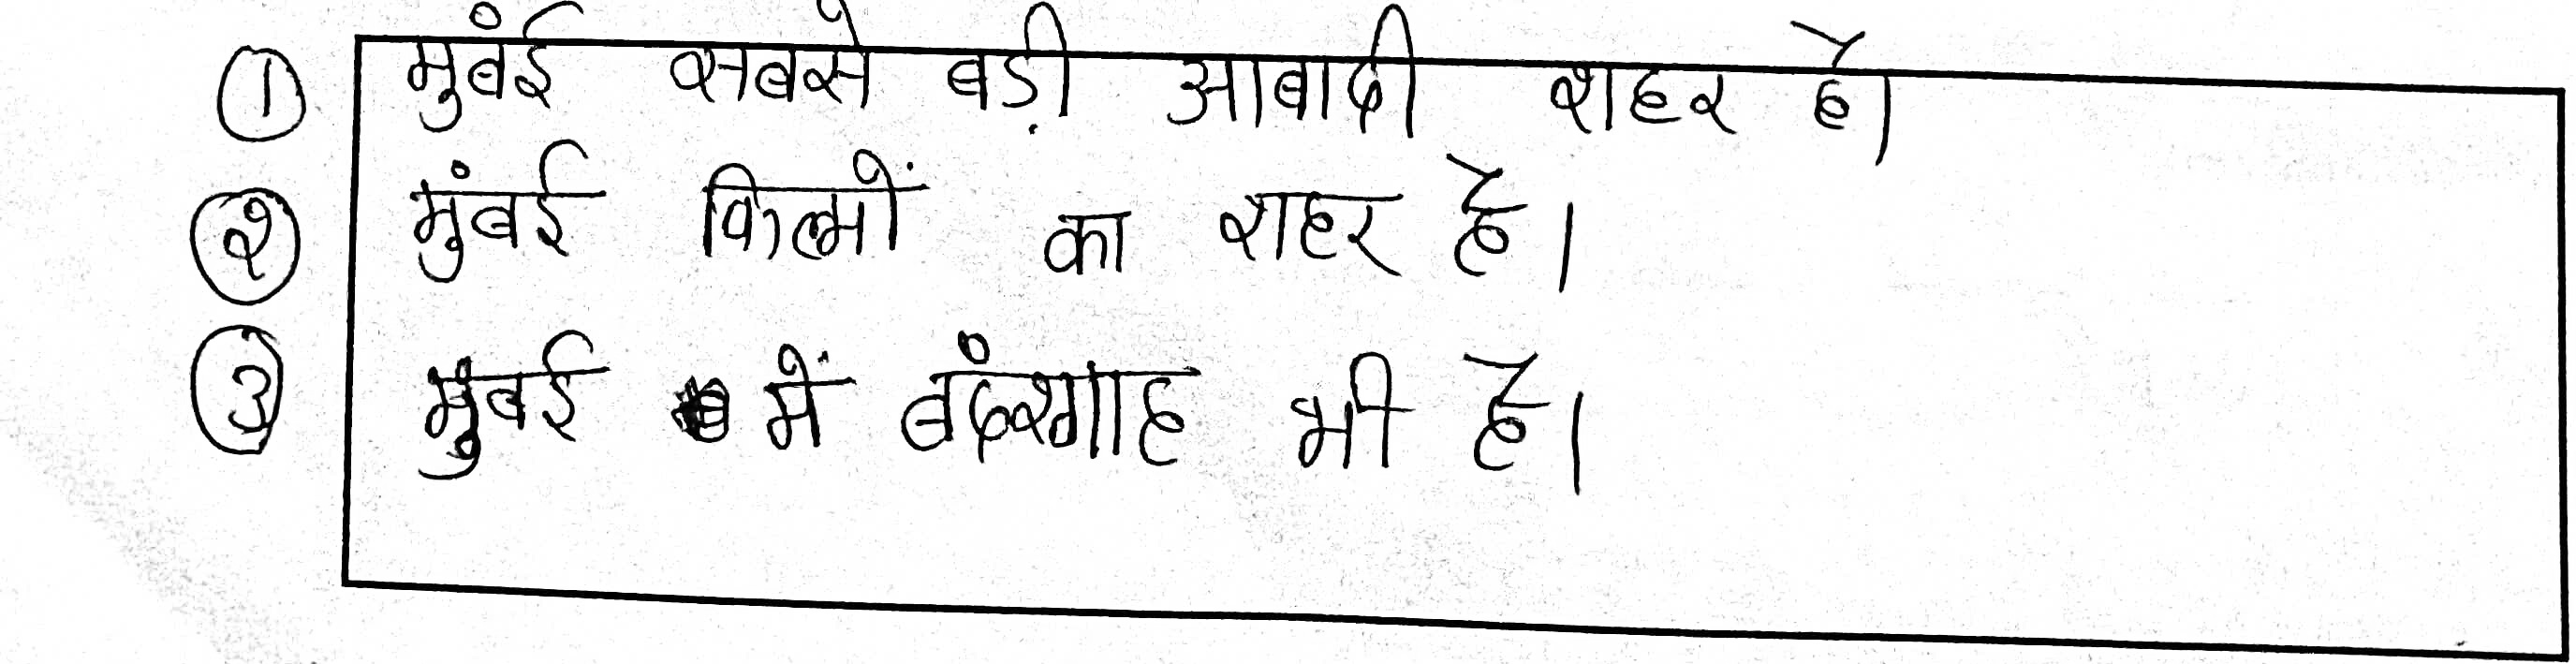 ① मुंबई सबसे बड़ी आबादी शहर है।
② मुंबई फिल्मों का शहर है।
③ मुंबई में बंदरगाह भी है।